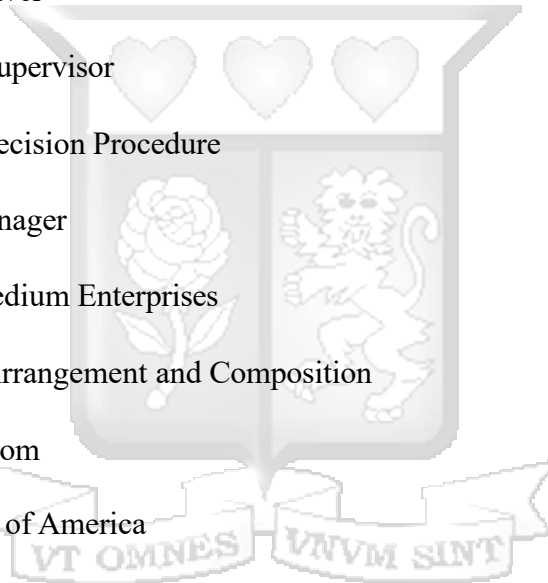 upervisor
ecision Procedure
nager
edium Enterprises
rrangement and Composition
om
of America
VT OMNES VNVM SINT